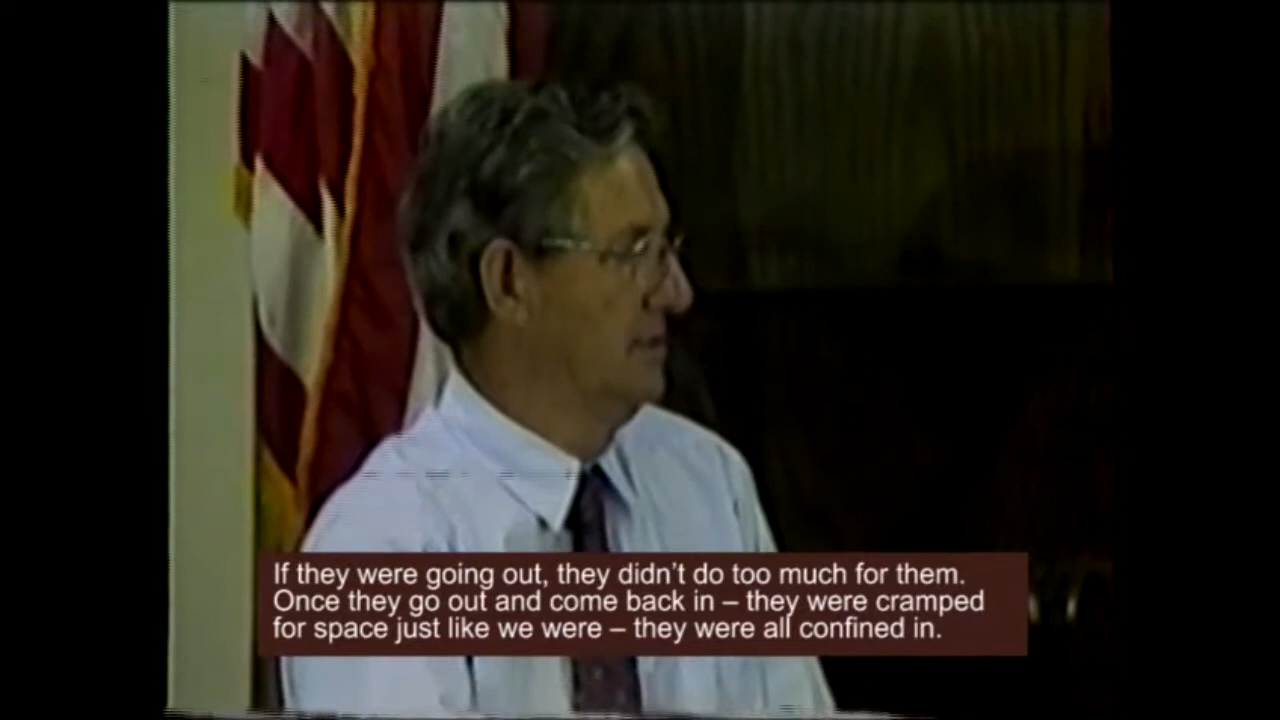 If they were going out, they didn't do too much for them.
Once they go out and come back in – they were cramped
for space just like we were – they were all confined in.